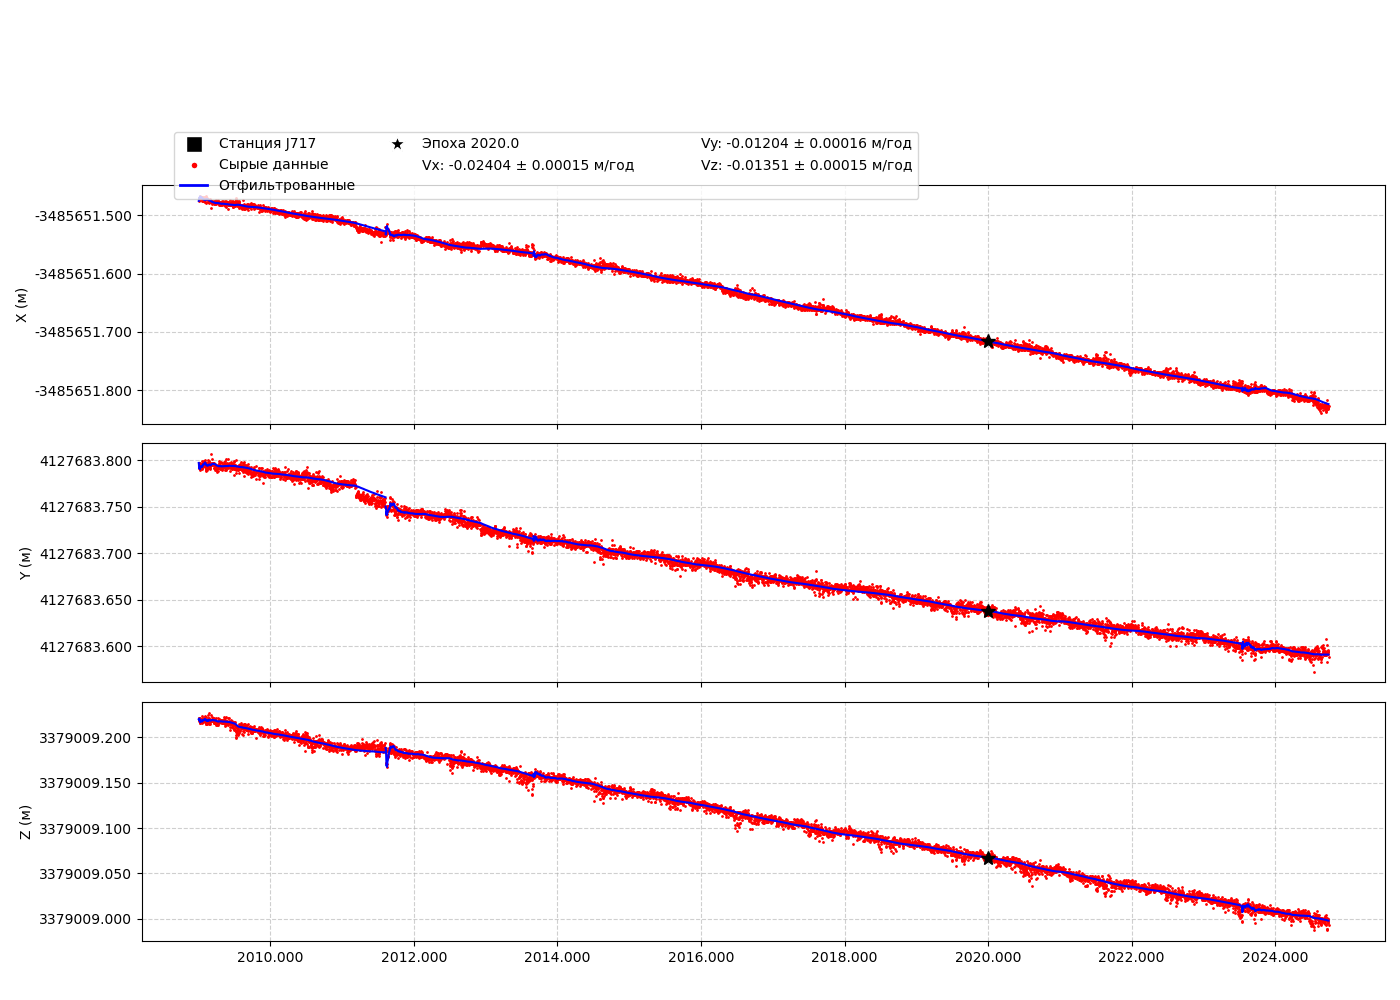 Станция J717
Сырые данные
Отфильтрованные
Эпоха 2020.0
Vx: -0.02404 ± 0.00015 м/год
Vy: -0.01204 ± 0.00016 м/год
Vz: -0.01351 ± 0.00015 м/год
X (м)
-3485651.500
-3485651.600
-3485651.700
-3485651.800
Y (м)
4127683.800
4127683.750
4127683.700
4127683.650
4127683.600
Z (м)
3379009.200
3379009.150
3379009.100
3379009.050
3379009.000
2010.000 2012.000 2014.000 2016.000 2018.000 2020.000 2022.000 2024.000